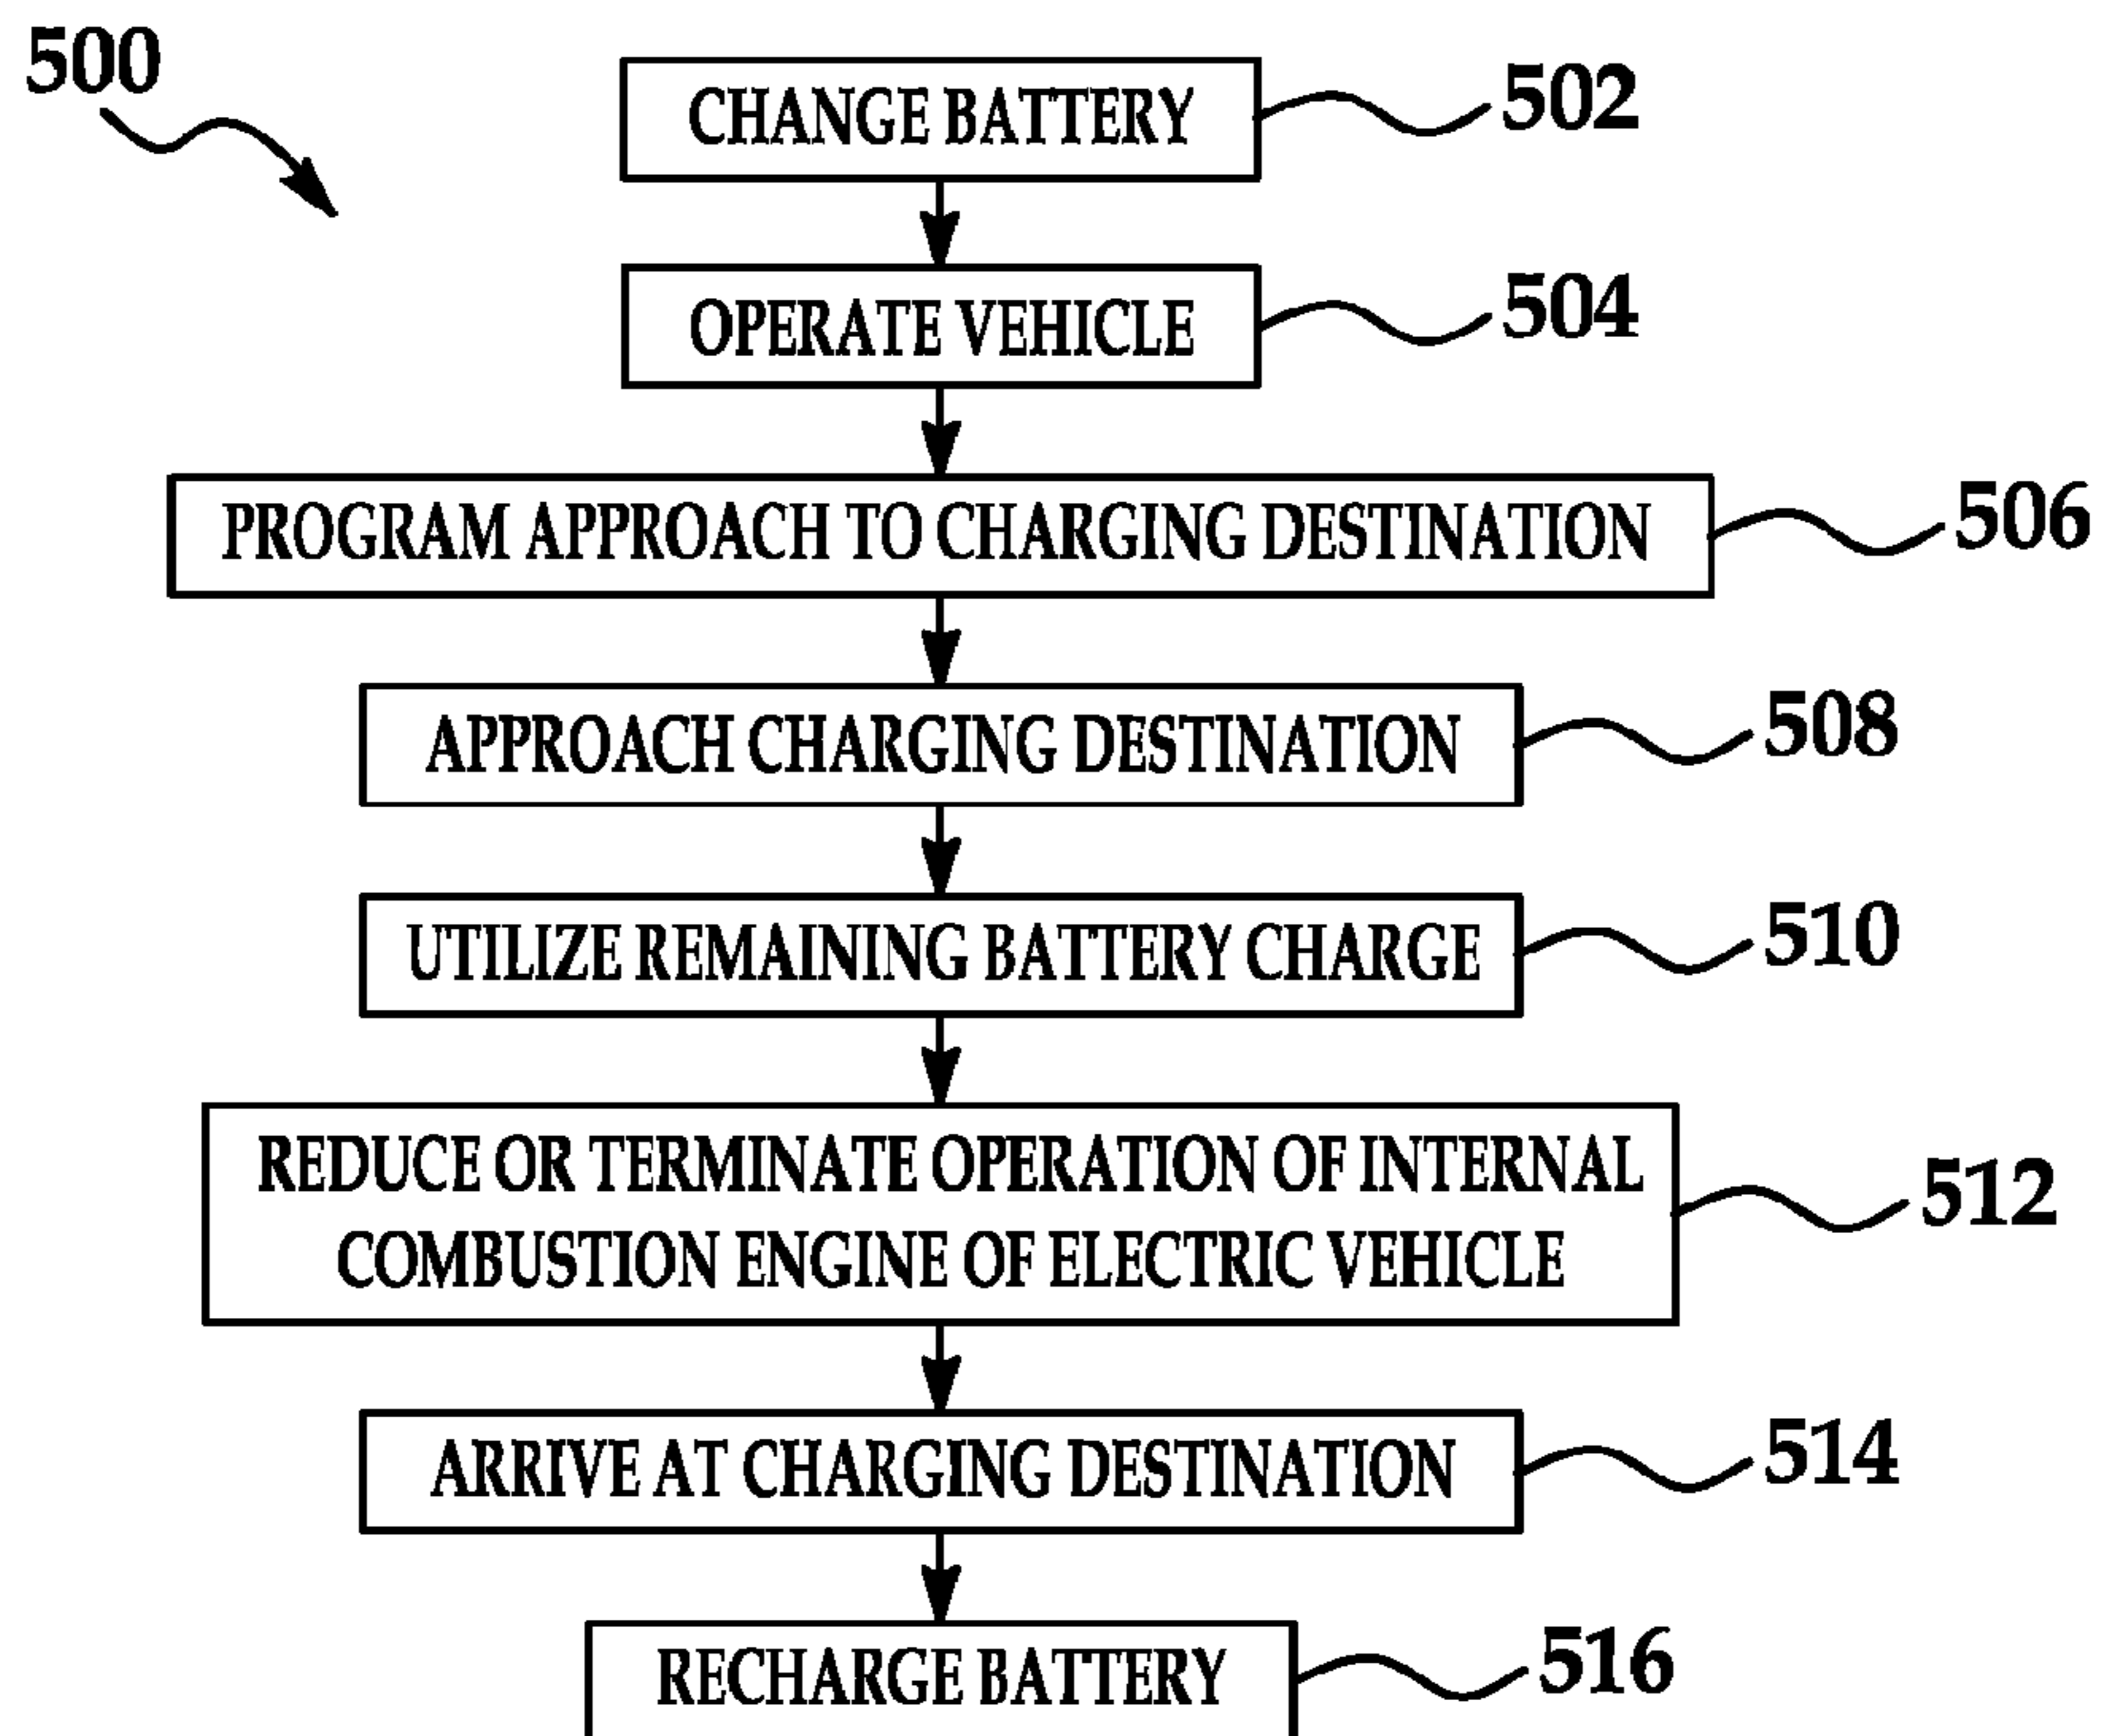 500
CHANGE BATTERY 502
OPERATE VEHICLE 504
PROGRAM APPROACH TO CHARGING DESTINATION 506
APPROACH CHARGING DESTINATION 508
UTILIZE REMAINING BATTERY CHARGE 510
REDUCE OR TERMINATE OPERATION OF INTERNAL
COMBUSTION ENGINE OF ELECTRIC VEHICLE
512
ARRIVE AT CHARGING DESTINATION 514
RECHARGE BATTERY 516